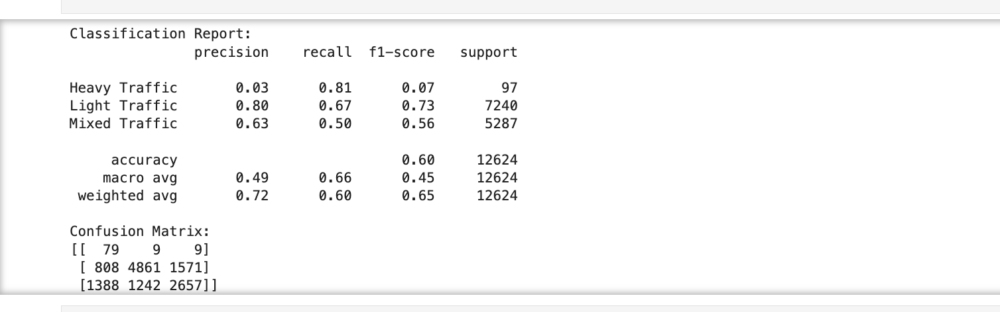 Classification Report:
precision recall f1-score support
Heavy Traffic 0.03 0.81 0.07 97
Light Traffic 0.80 0.67 0.73 7240
Mixed Traffic 0.63 0.50 0.56 5287
accuracy 0.60 12624
macro avg 0.49 0.66 0.45 12624
weighted avg 0.72 0.60 0.65 12624
Confusion Matrix:
[[ 79 9 9]
[ 808 4861 1571]
[1388 1242 2657]]